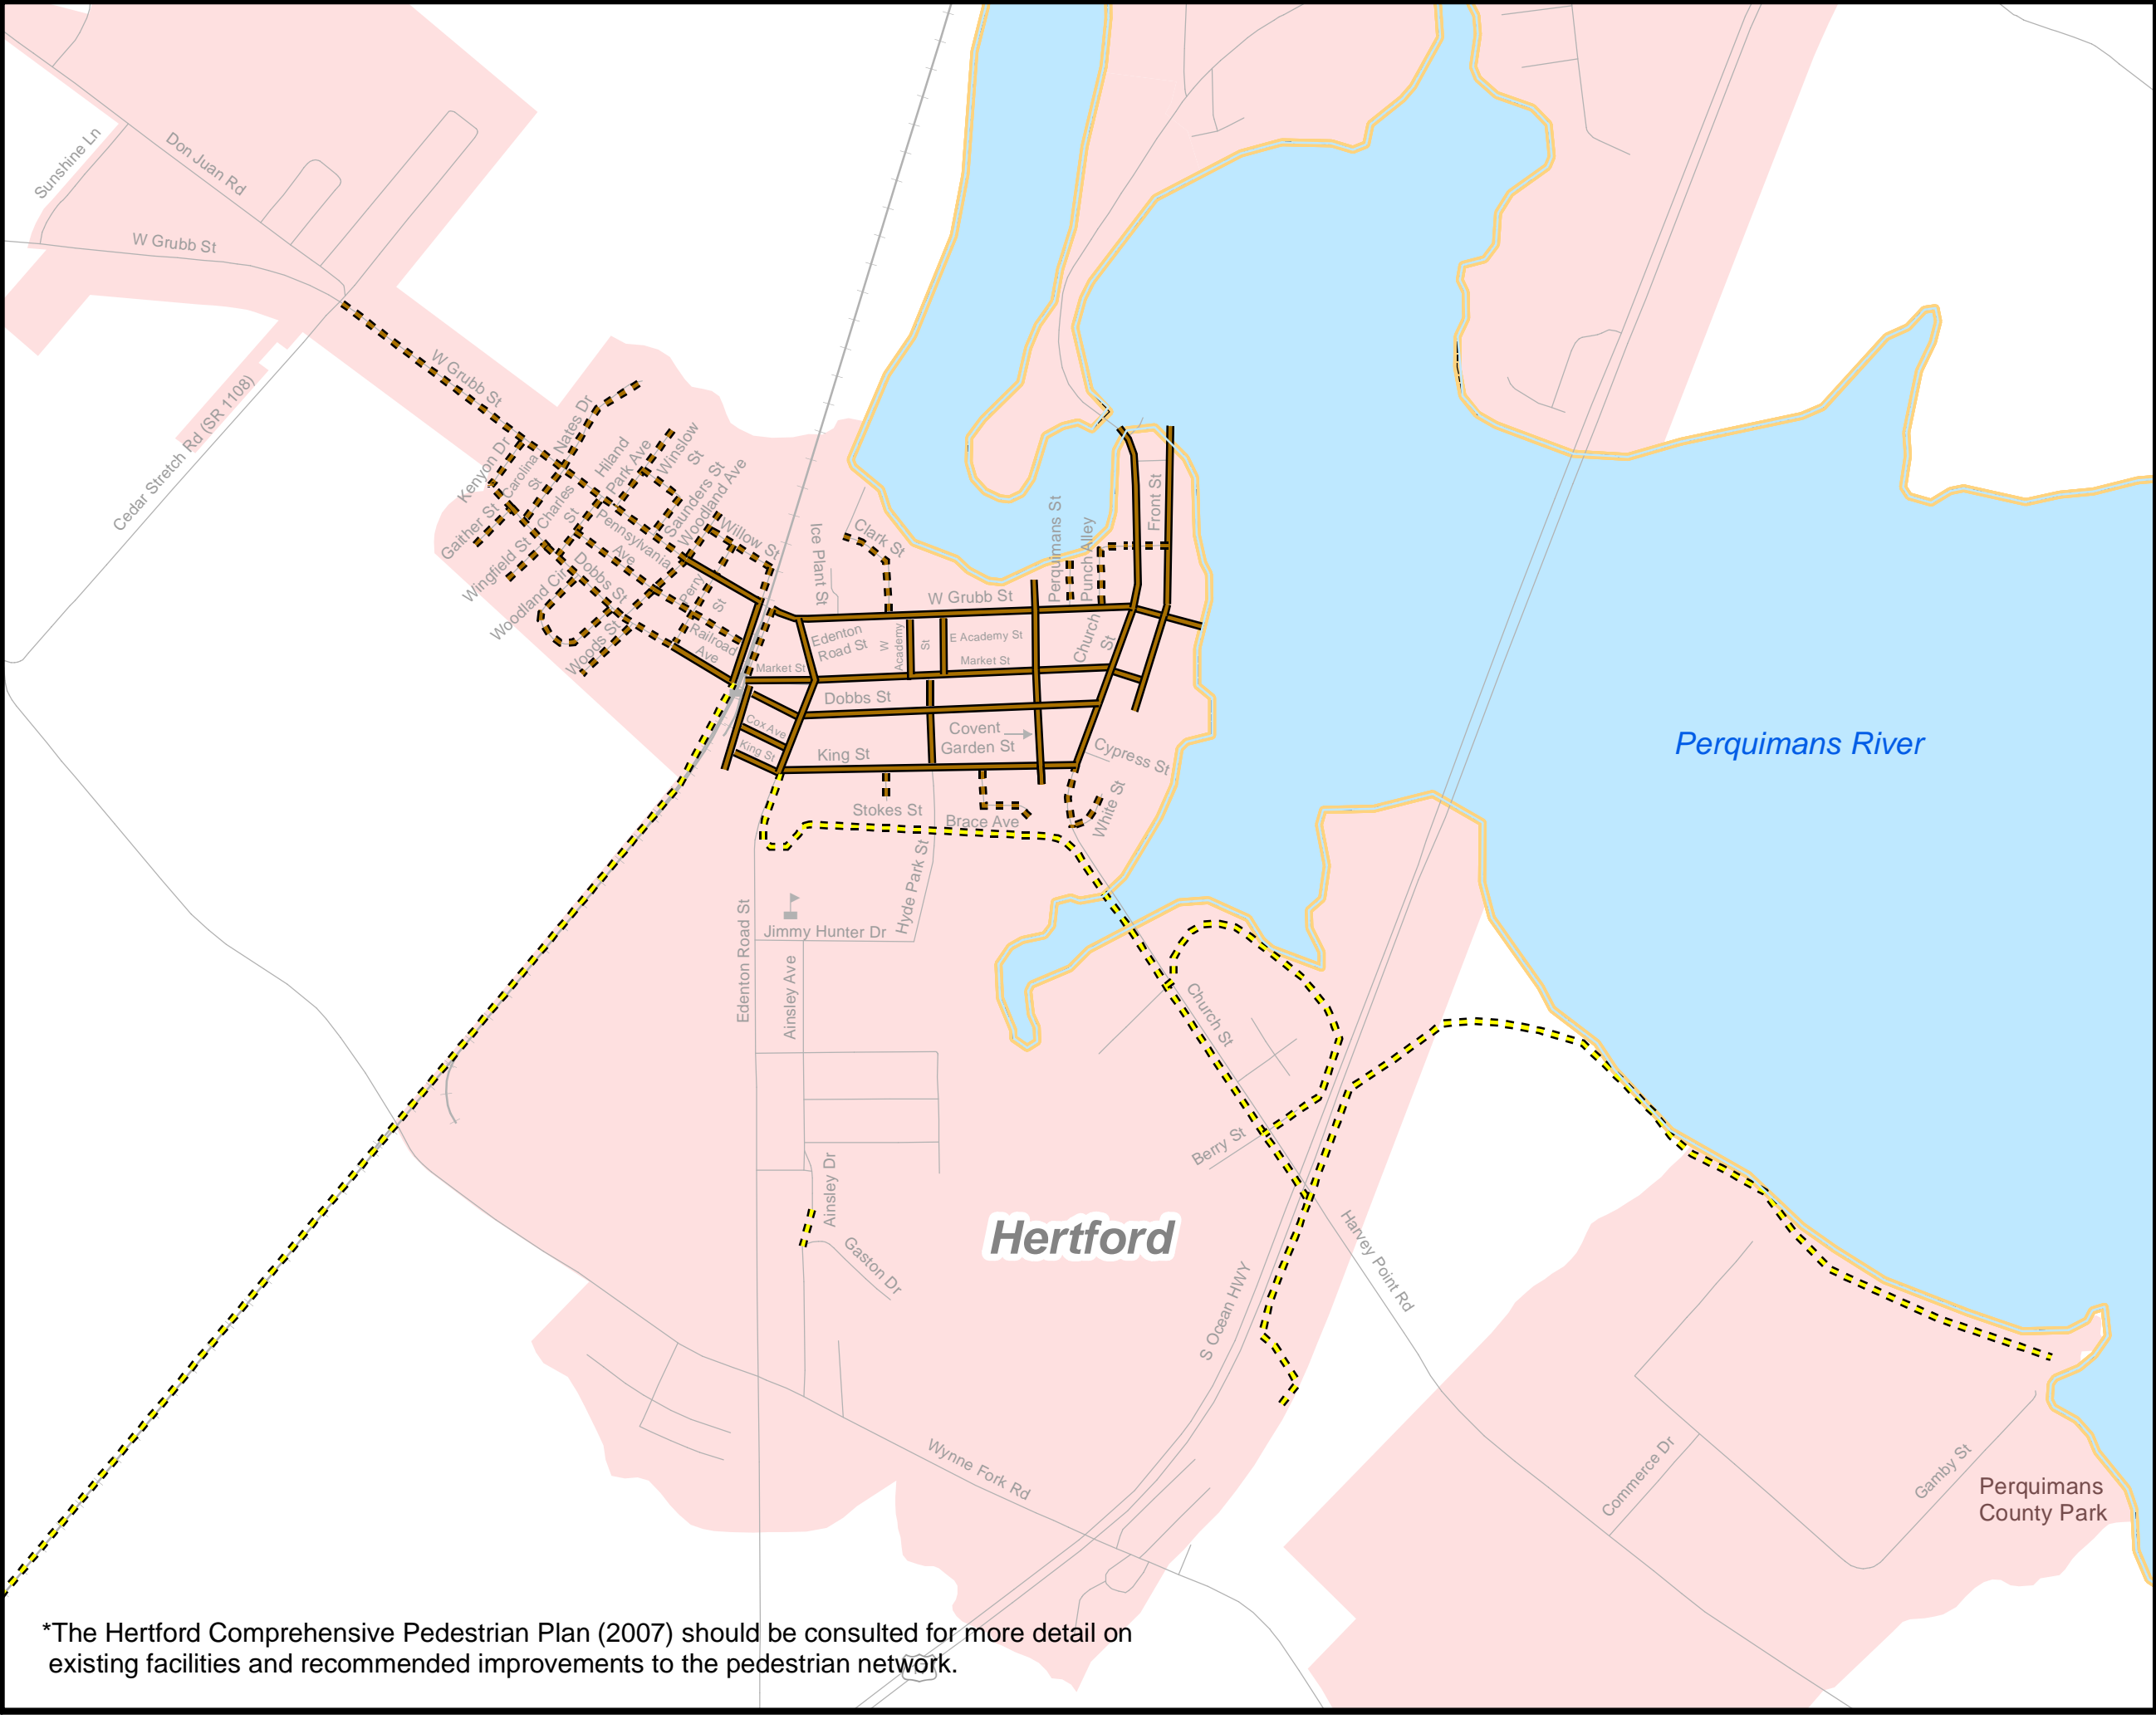 Sunshine Ln
Don Juan Rd
W Grubb St
Cedar Stretch Rd (SR 1108)
W Grubb St
Kenyon Dr
Carolina
St
Nates Dr
Hiland
Park Ave
Winslow
St
Saunders St
Woodland Ave
Willow St
Gaither St
Charles
St
Wingfield St
Pennsylvania
Ave
Dobbs St
Perry
St
Woodland Cir
Woods St
Railroad
Ave
Ice Plant St
Clark St
W Grubb St
Perquimans St
Punch Alley
Front St
Edenton
Road St
W
Academy
St
E Academy St
Market St
Market St
Church
St
Dobbs St
Cox Ave
King St
King St
Covent
Garden St
Cypress St
White St
Stokes St
Brace Ave
Hyde Park St
Perquimans River
Edenton Road St
Jimmy Hunter Dr
Ainsley Ave
Church St
Berry St
Ainsley Dr
Gaston Dr
Hertford
Harvey Point Rd
S Ocean HWY
Wynne Fork Rd
Commerce Dr
Gamby St
Perquimans
County Park
*The Hertford Comprehensive Pedestrian Plan (2007) should be consulted for more detail on
existing facilities and recommended improvements to the pedestrian network.